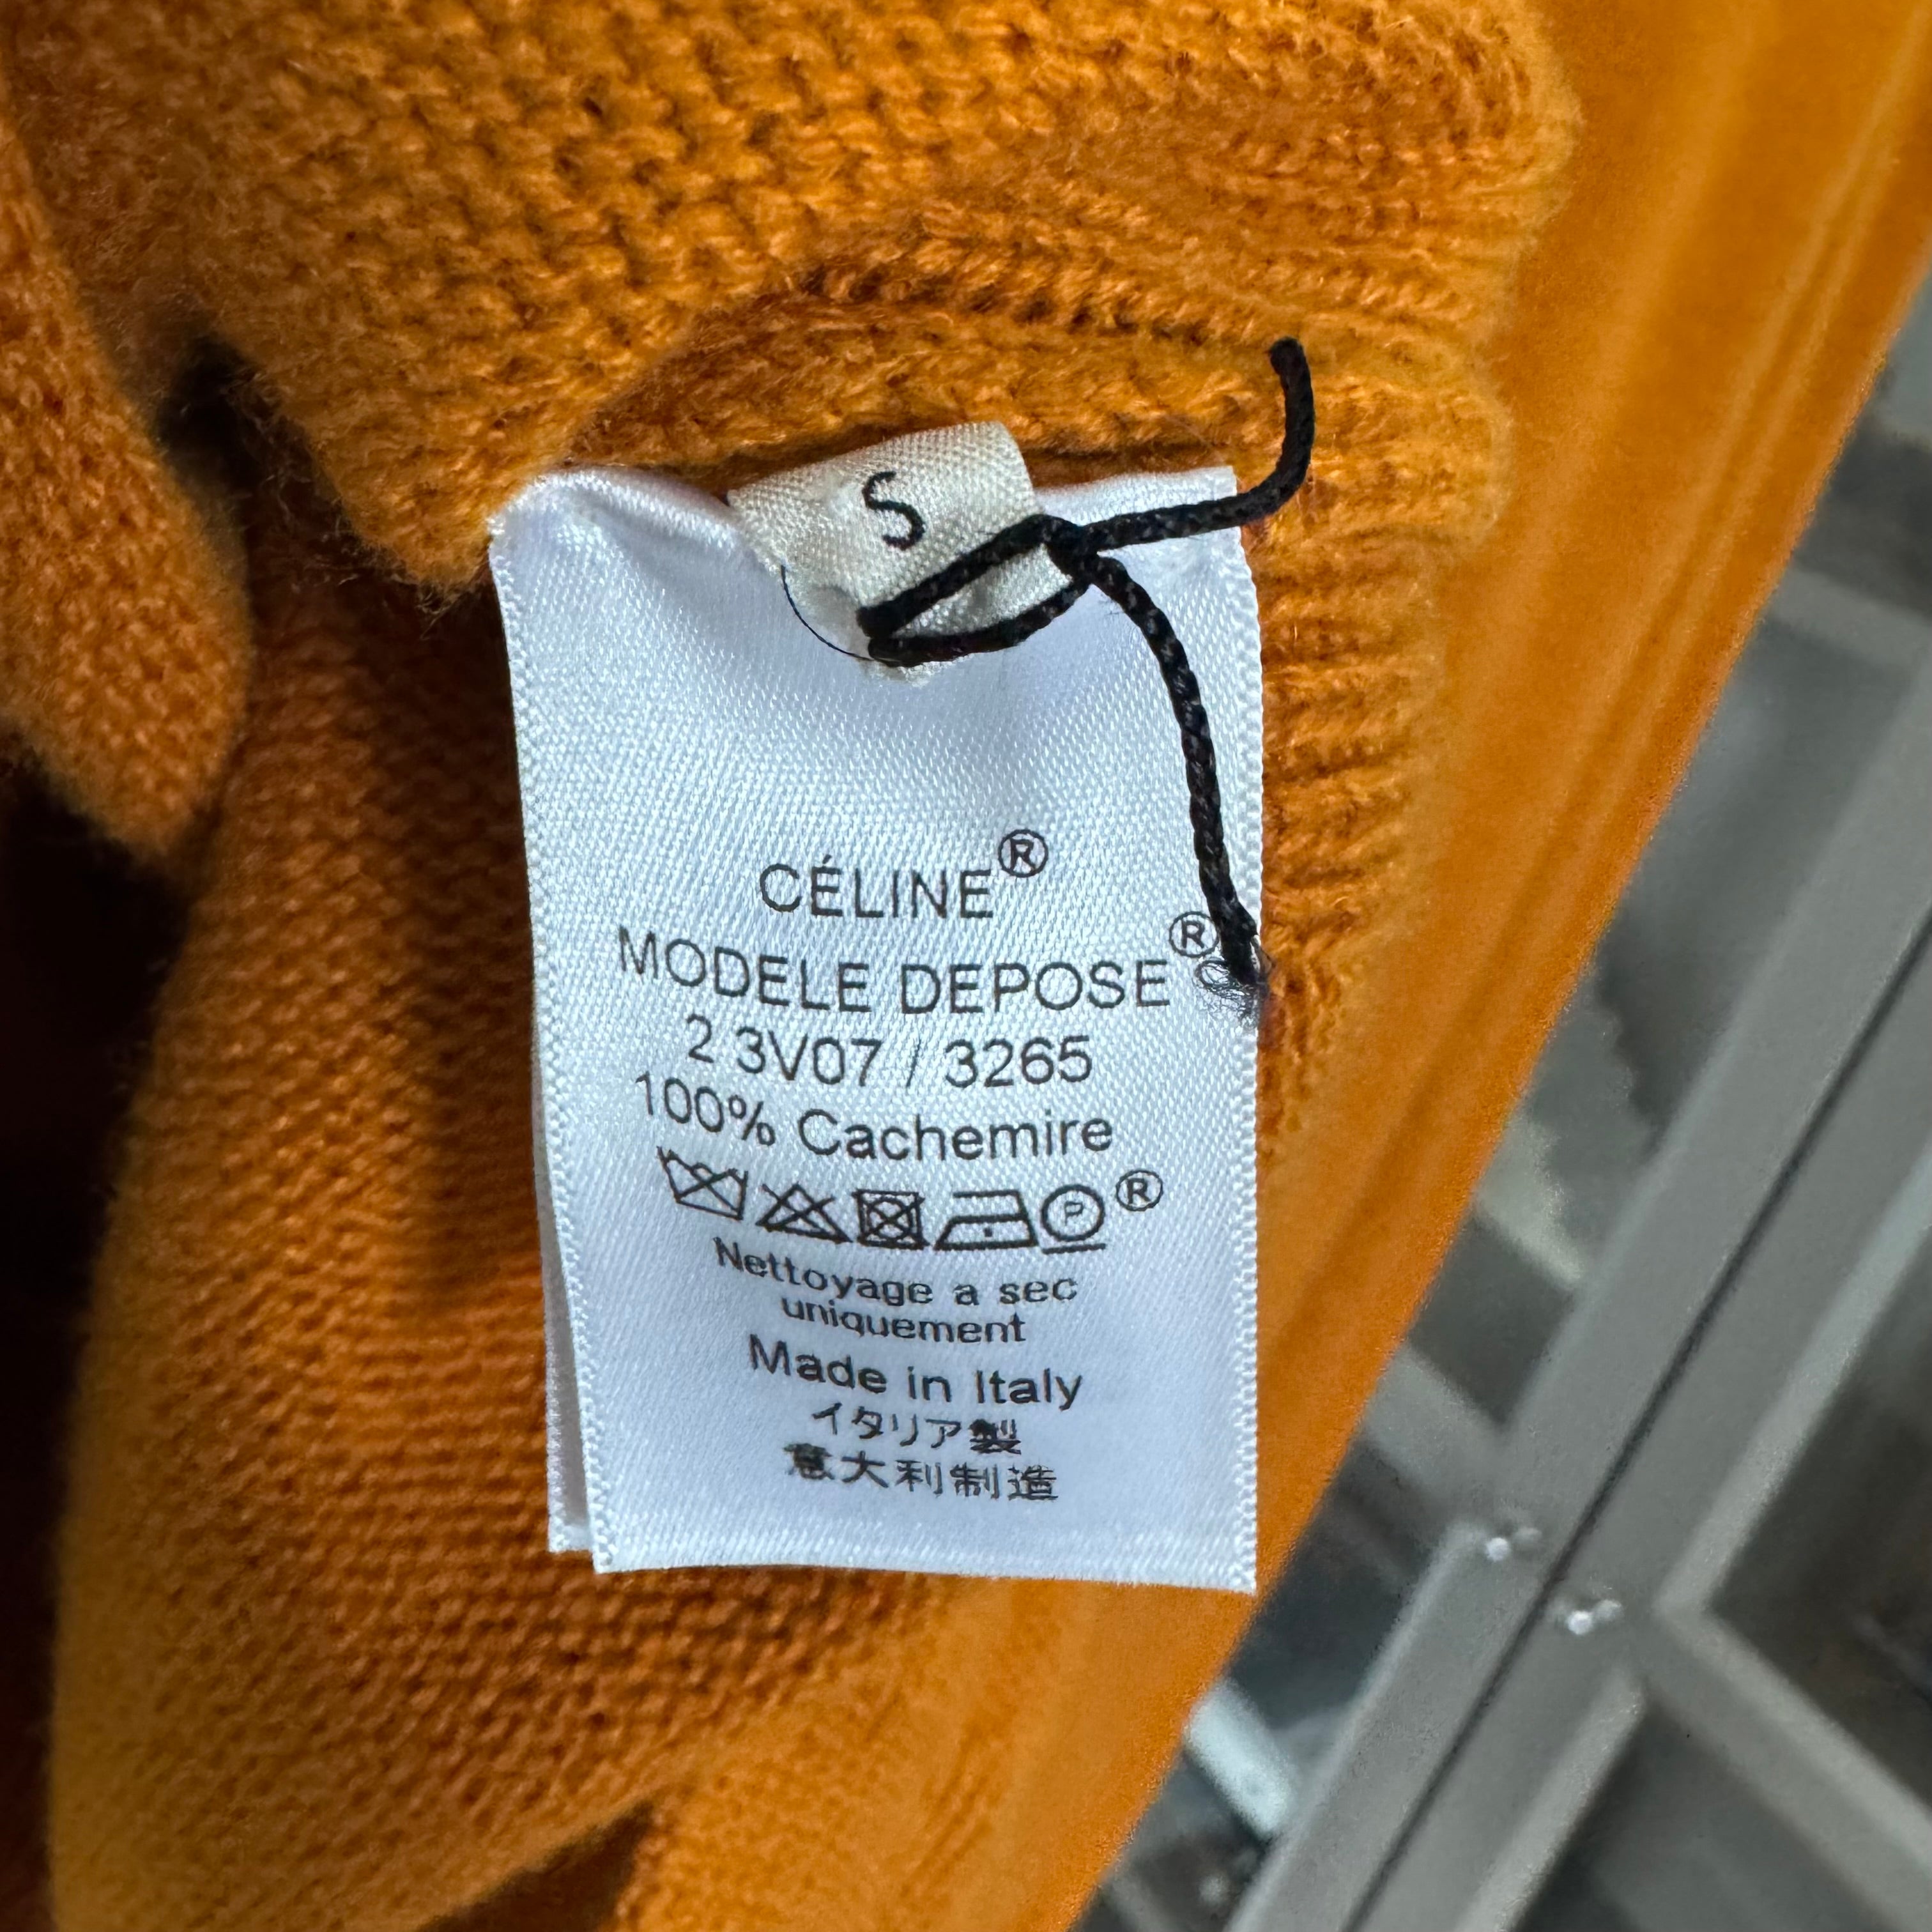 S
CÉLINE®
MODELE DEPOSE®
2 3V07 / 3265
100% Cachemire
P ®
Nettoyage a sec
uniquement
Made in Italy
イタリア製
意大利制造